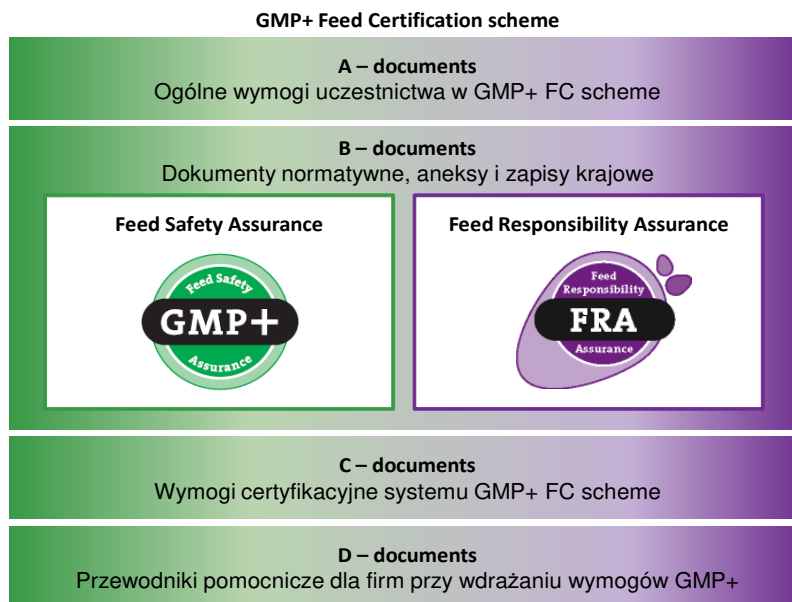 GMP+ Feed Certification scheme
A – documents
Ogólne wymogi uczestnictwa w GMP+ FC scheme
B – documents
Dokumenty normatywne, aneksy i zapisy krajowe
Feed Safety Assurance
Feed Safety
GMP+
Assurance
Feed Responsibility Assurance
Feed
Responsibility
FRA
Assurance
C – documents
Wymogi certyfikacyjne systemu GMP+ FC scheme
D – documents
Przewodniki pomocnicze dla firm przy wdrażaniu wymogów GMP+